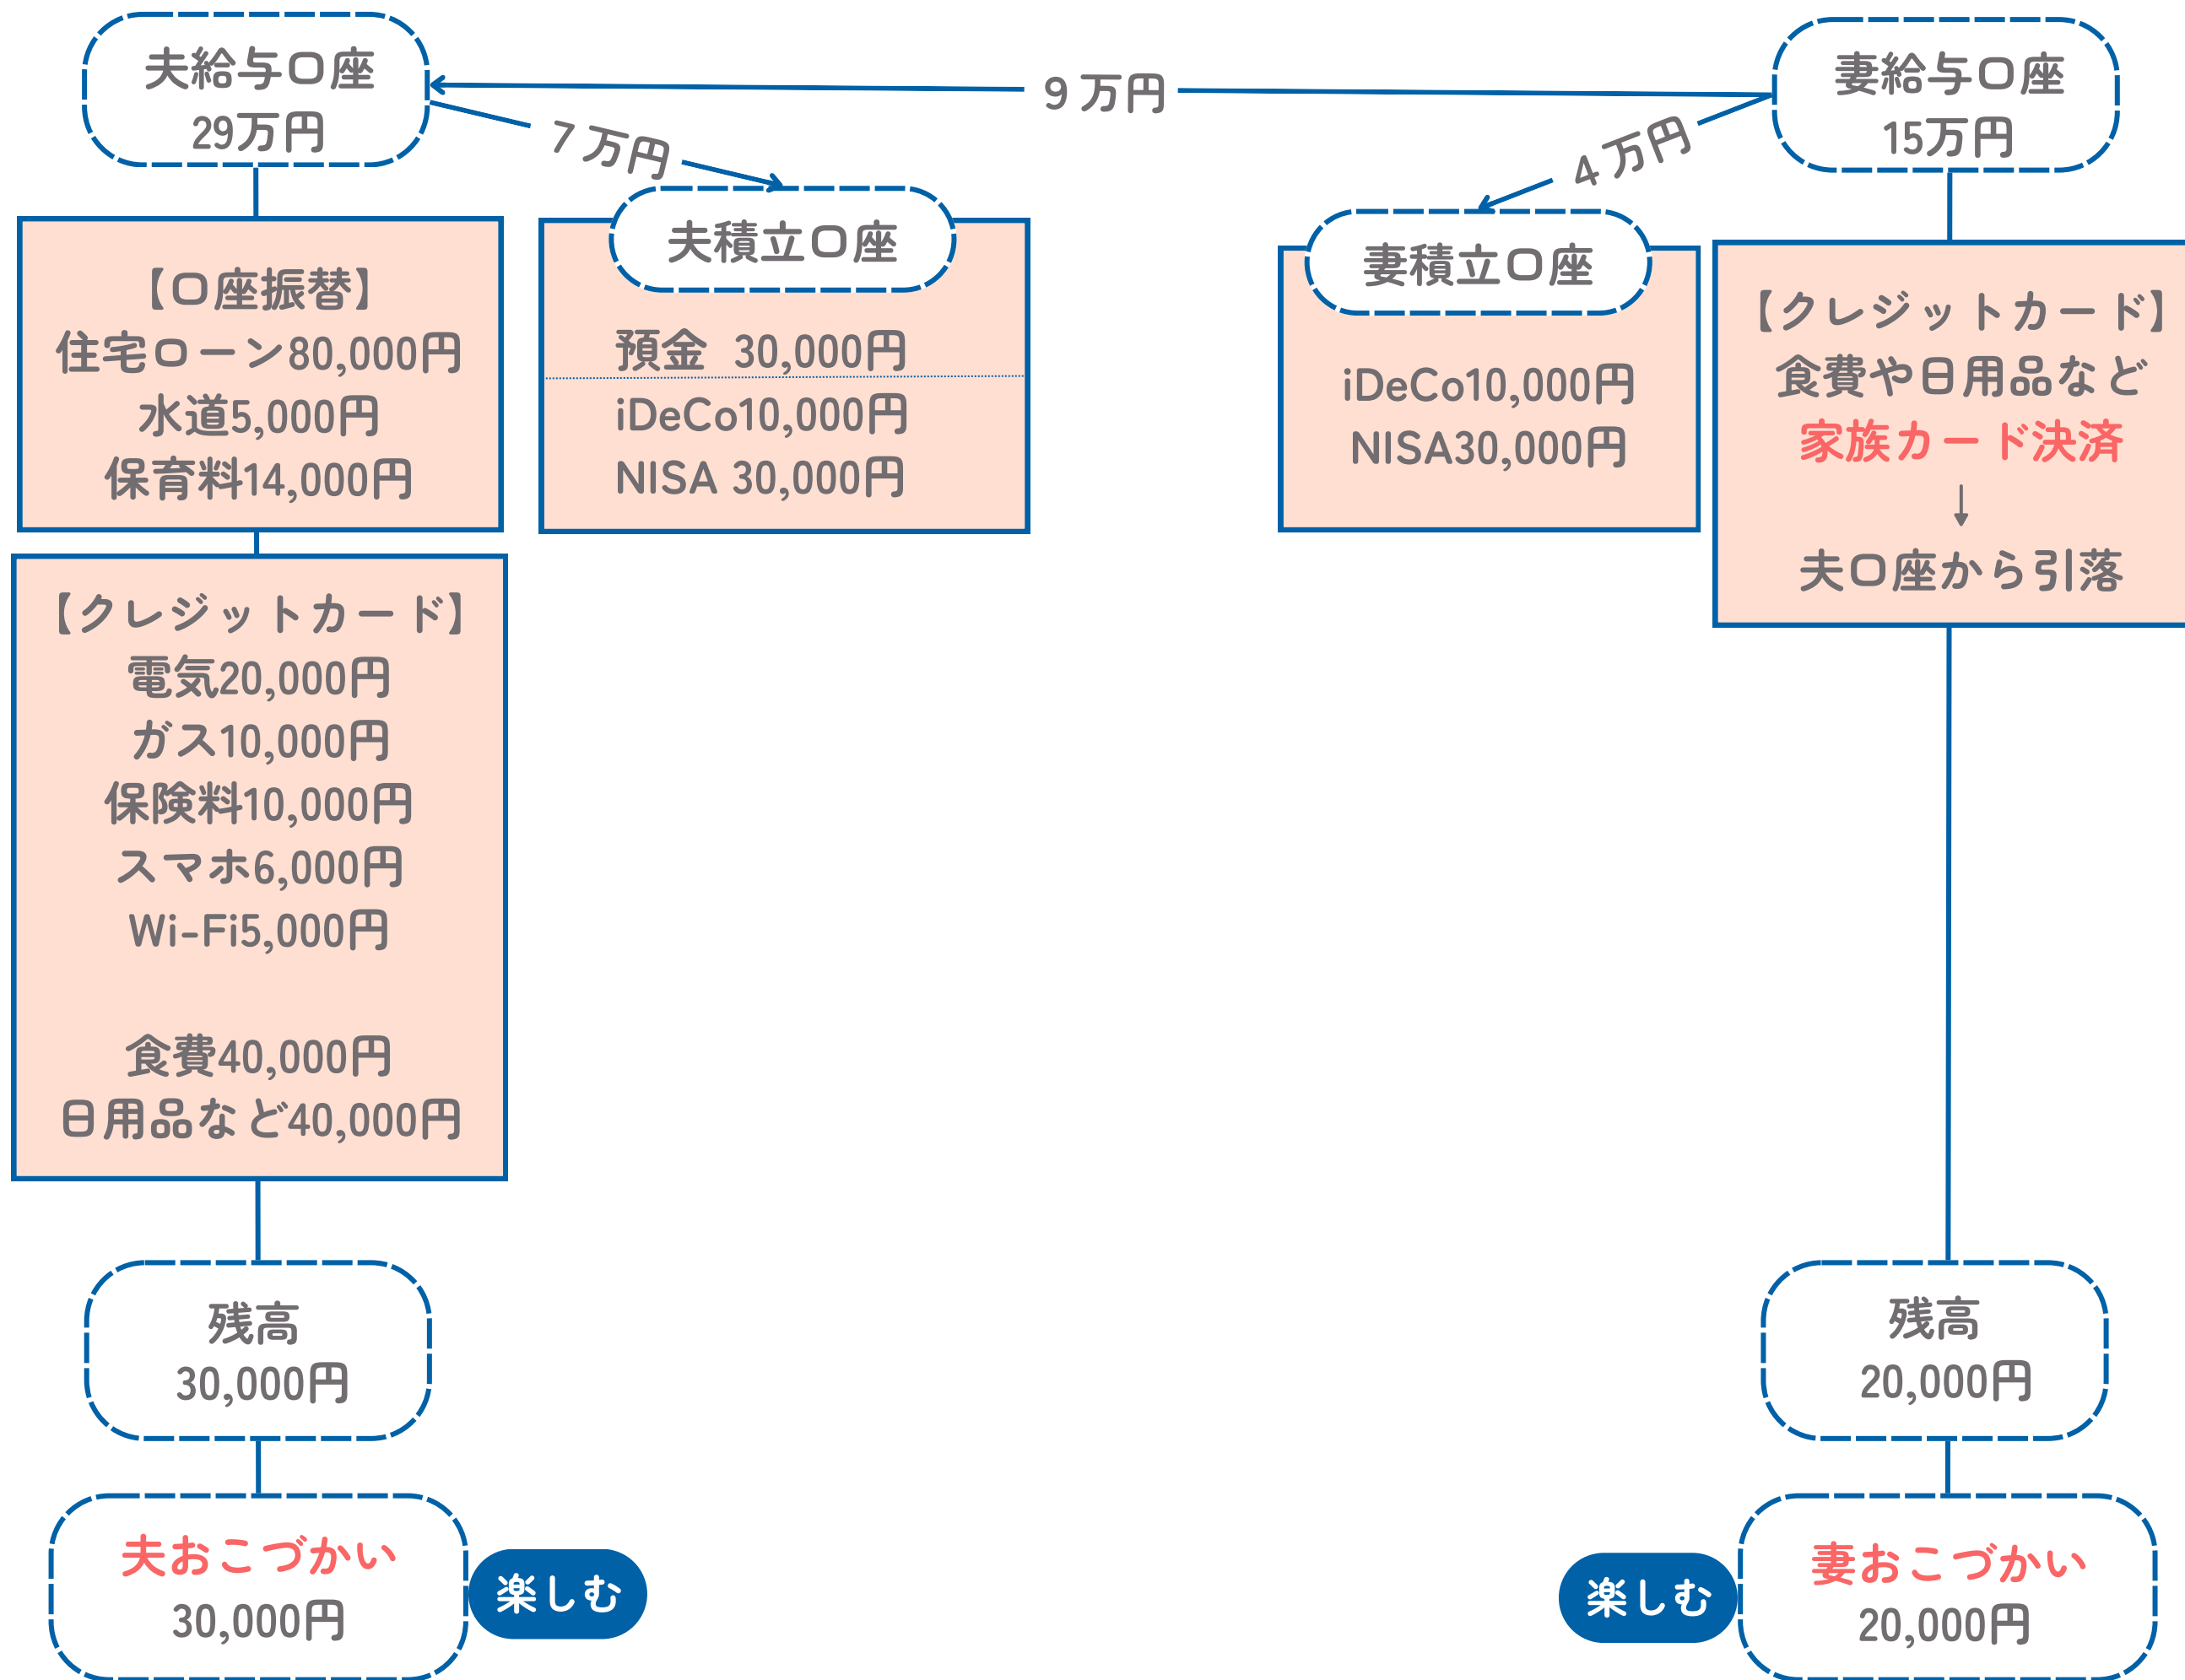 夫給与口座
29万円
9万円
妻給与口座
15万円
7万円
4万円
【口座振替】
住宅ローン80,000円
水道5,000円
保育料14,000円
夫積立口座
預金 30,000円
iDeCo10,000円
NISA 30,000円
妻積立口座
iDeCo10,000円
NISA30,000円
【クレジットカード】
食費や日用品など
家族カード決済
↓
夫口座から引落
【クレジットカード】
電気20,000円
ガス10,000円
保険料10,000円
スマホ6,000円
Wi-Fi5,000円
食費40,000円
日用品など40,000円
残高
30,000円
残高
20,000円
夫おこづかい
30,000円
楽しむ
楽しむ
妻おこづかい
20,000円